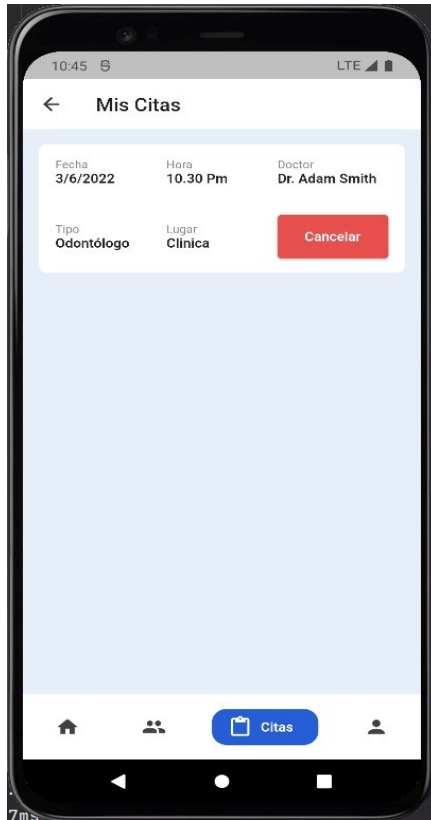 10:45 LTE
Mis Citas
Fecha Hora Doctor
3/6/2022 10.30 Pm Dr. Adam Smith
Tipo Lugar
Odontólogo Clinica
Cancelar
Citas
7ms